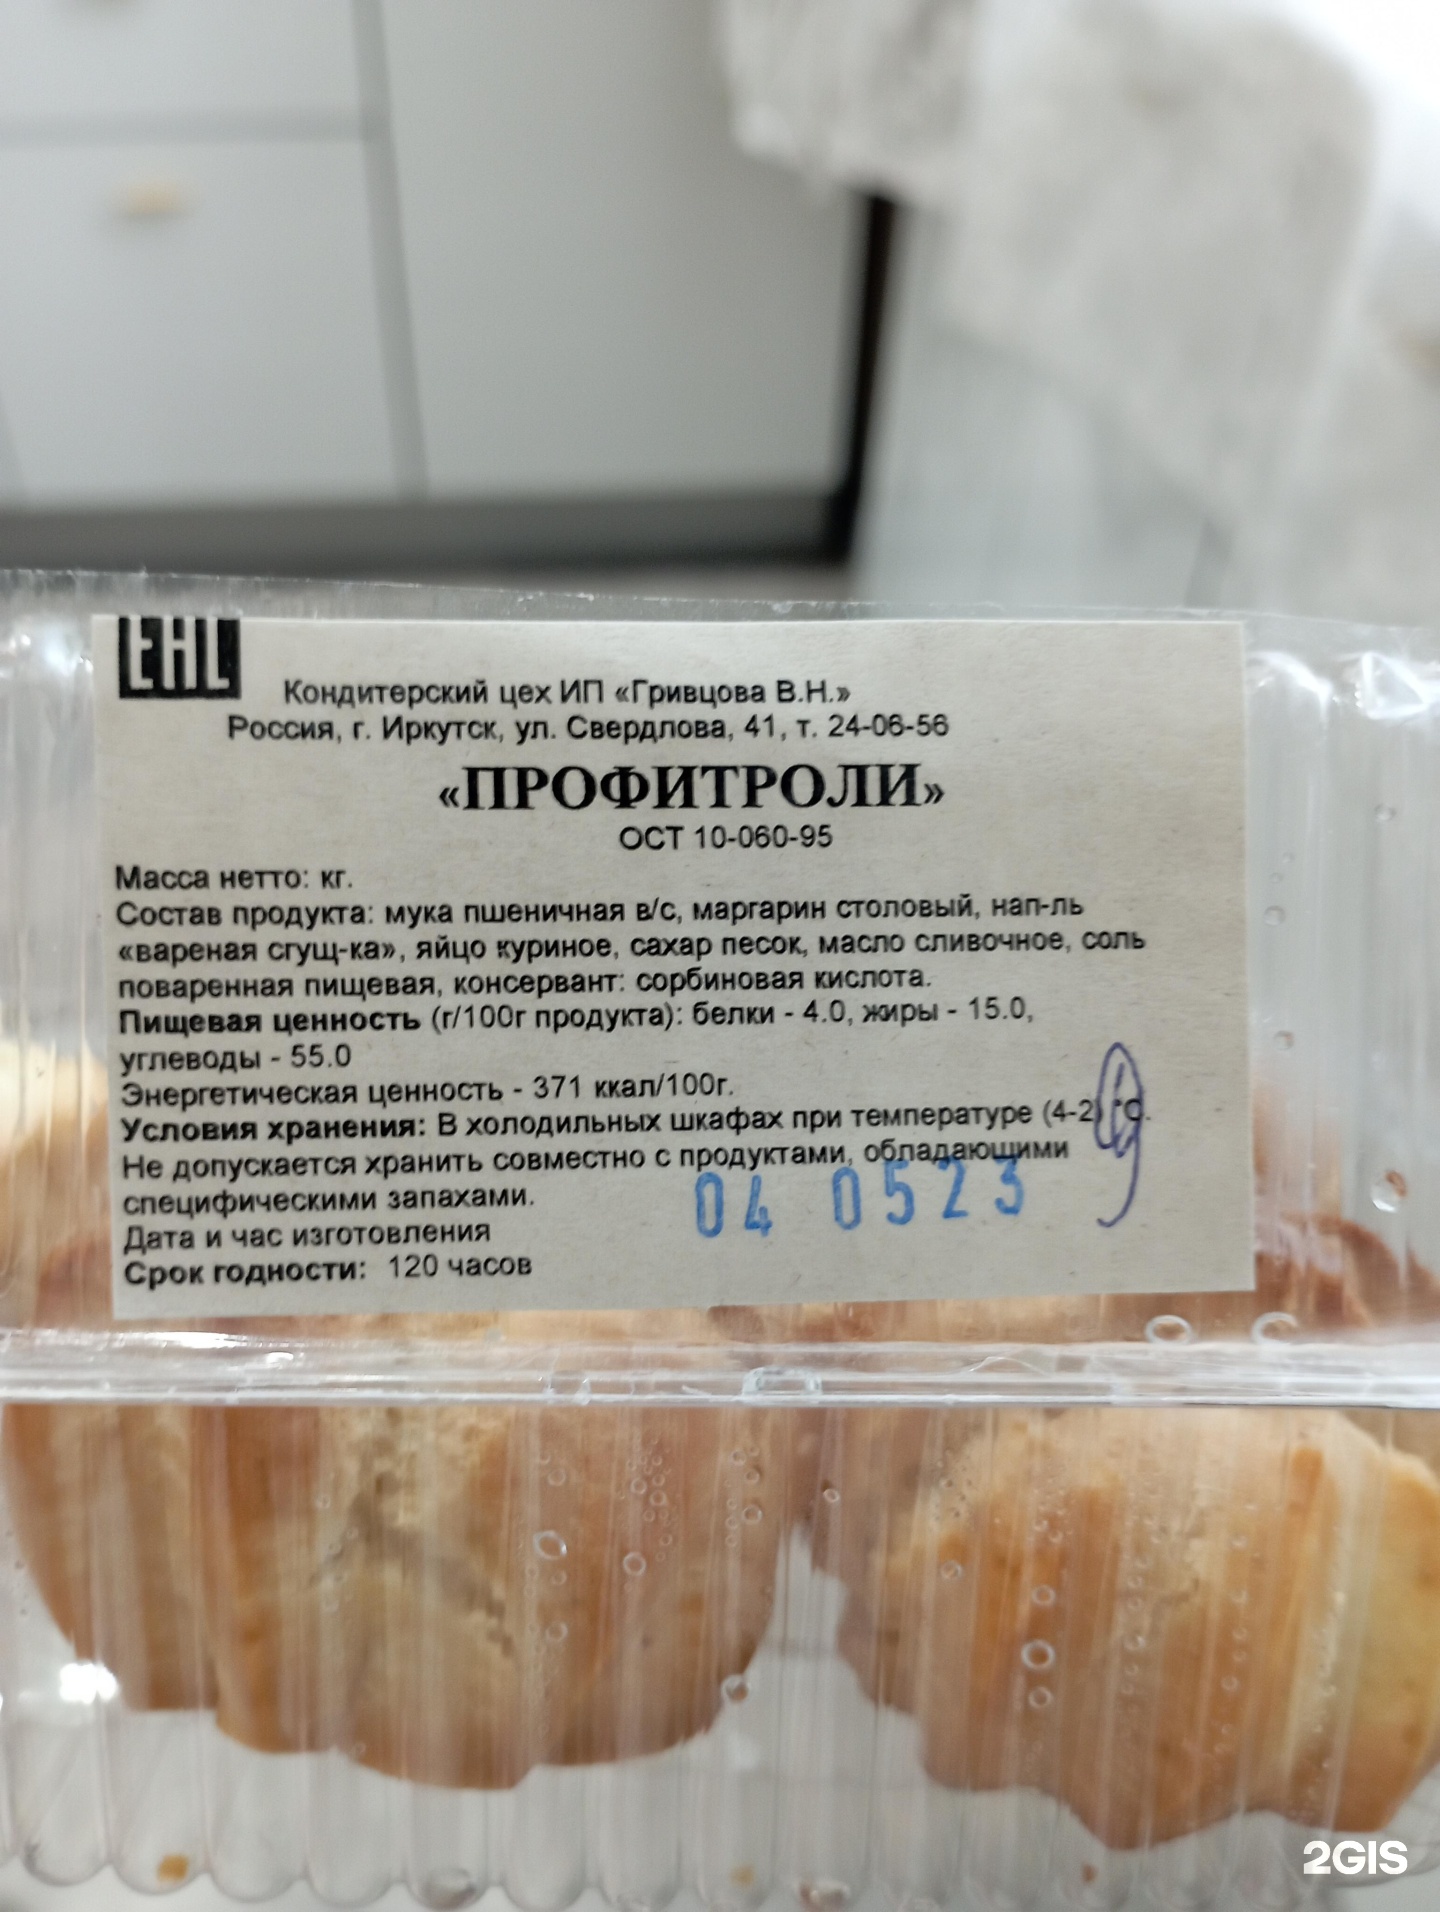 ЕАС
Кондитерский цех ИП «Гривцова В.Н.»
Россия, г. Иркутск, ул. Свердлова, 41, т. 24-06-56
«ПРОФИТРОЛИ»
ОСТ 10-060-95
Масса нетто: кг.
Состав продукта: мука пшеничная в/с, маргарин столовый, нап-ль
«вареная сгущ-ка», яйцо куриное, сахар песок, масло сливочное, соль
поваренная пищевая, консервант: сорбиновая кислота.
Пищевая ценность (г/100г продукта): белки - 4.0, жиры - 15.0,
углеводы - 55.0
Энергетическая ценность - 371 ккал/100г.
Условия хранения: В холодильных шкафах при температуре (4-2) °С.
Не допускается хранить совместно с продуктами, обладающими
специфическими запахами.
04 0523
Дата и час изготовления
Срок годности: 120 часов
2GIS